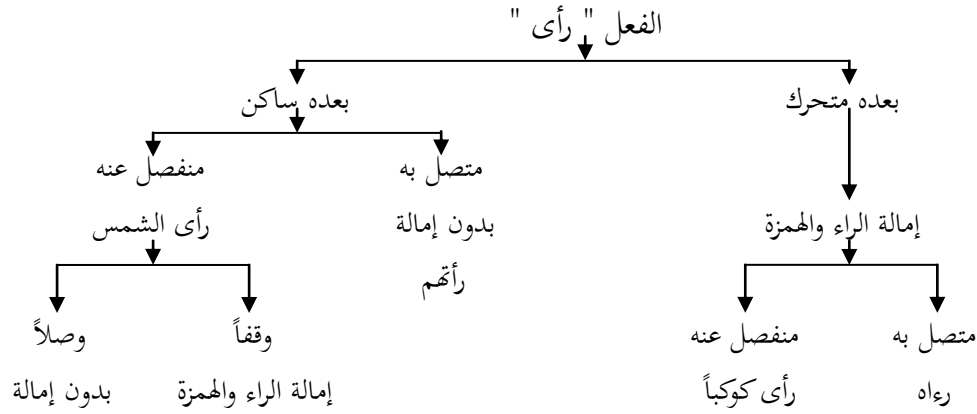 الفعل " رأى "
بعده متحرك
بعده ساكن
متصل به
منفصل عنه
إمالة الراء والهمزة
بدون إمالة
رأى الشمس
رأتهم
متصل به
منفصل عنه
وقفاً
وصلاً
رءاه
رأى كوكباً
إمالة الراء والهمزة
بدون إمالة